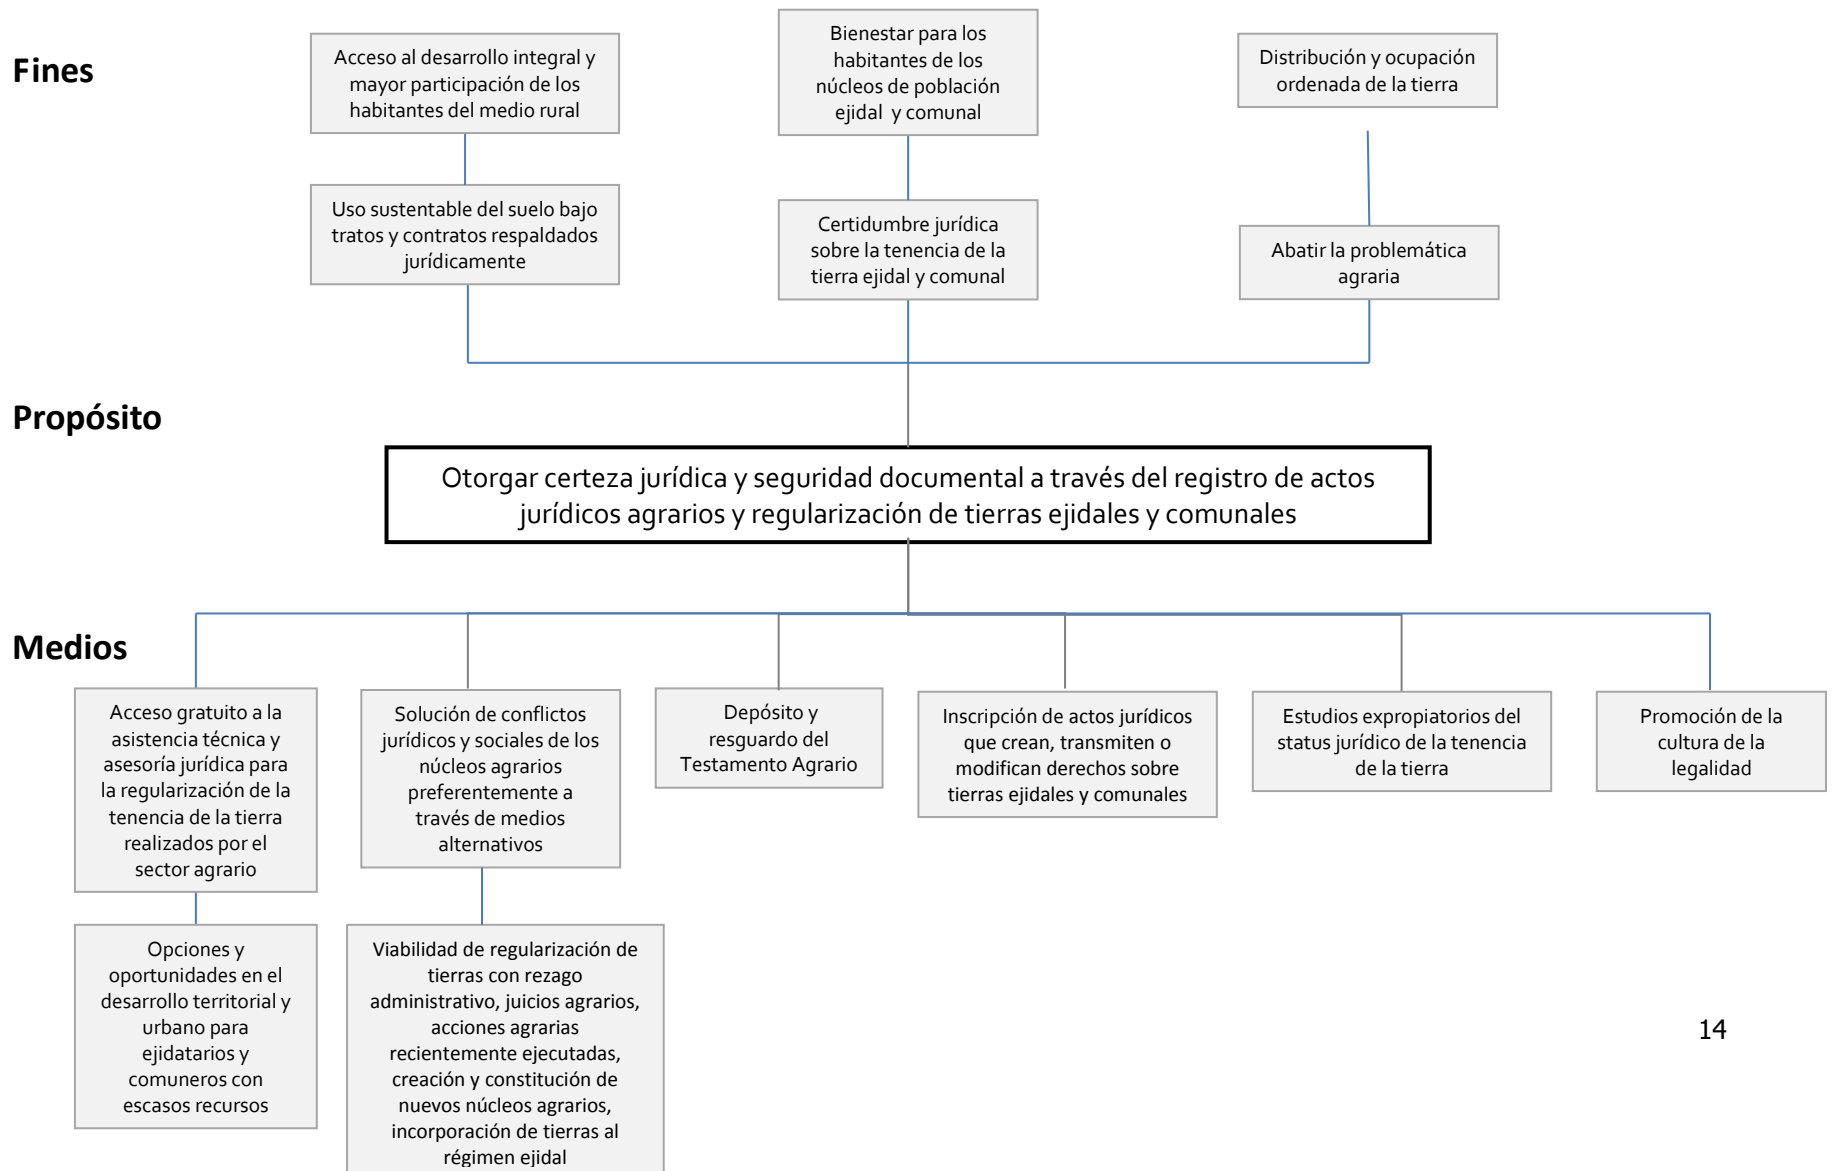 Fines
Acceso al desarrollo integral y
mayor participación de los
habitantes del medio rural
Bienestar para los
habitantes de los
núcleos de población
ejidal y comunal
Distribución y ocupación
ordenada de la tierra
Uso sustentable del suelo bajo
tratos y contratos respaldados
jurídicamente
Certidumbre jurídica
sobre la tenencia de la
tierra ejidal y comunal
Abatir la problemática
agraria
Propósito
Otorgar certeza jurídica y seguridad documental a través del registro de actos
jurídicos agrarios y regularización de tierras ejidales y comunales
Medios
Acceso gratuito a la
asistencia técnica y
asesoría jurídica para
la regularización de la
tenencia de la tierra
realizados por el
sector agrario
Solución de conflictos
jurídicos y sociales de los
núcleos agrarios
preferentemente a
través de medios
alternativos
Depósito y
resguardo del
Testamento Agrario
Inscripción de actos jurídicos
que crean, transmiten o
modifican derechos sobre
tierras ejidales y comunales
Estudios expropiatorios del
status jurídico de la tenencia
de la tierra
Promoción de la
cultura de la
legalidad
Opciones y
oportunidades en el
desarrollo territorial y
urbano para
ejidatarios y
comuneros con
escasos recursos
Viabilidad de regularización de
tierras con rezago
administrativo, juicios agrarios,
acciones agrarias
recientemente ejecutadas,
creación y constitución de
nuevos núcleos agrarios,
incorporación de tierras al
régimen ejidal
14